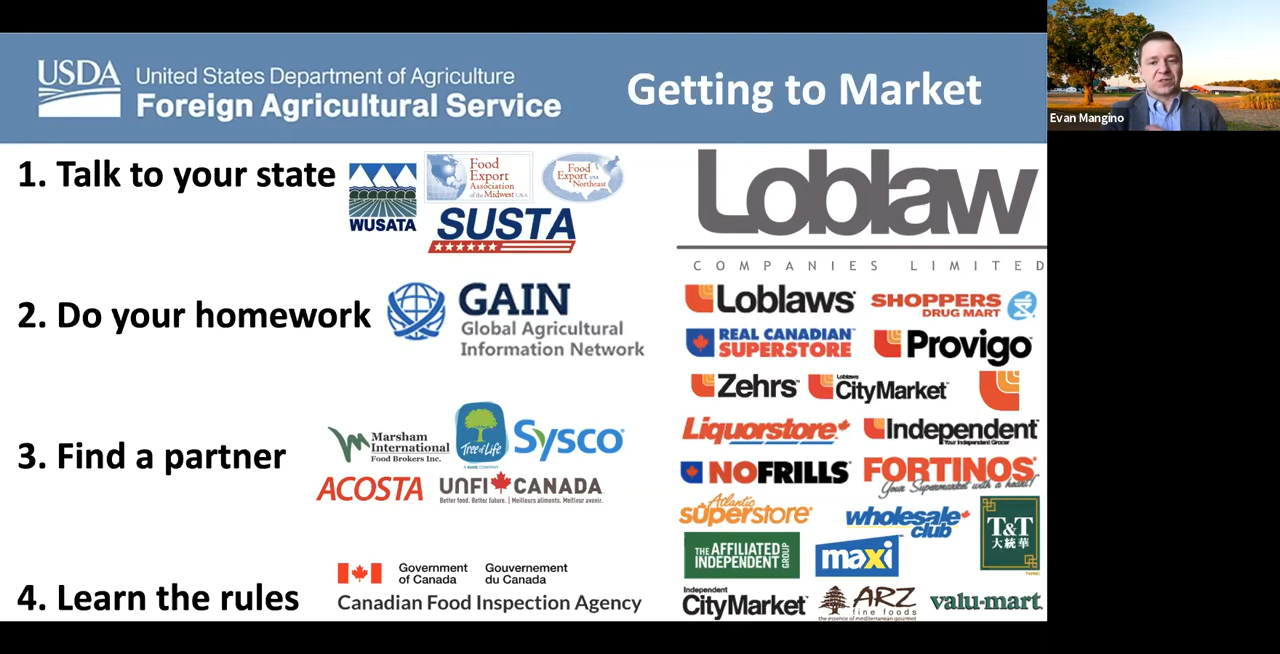 USDA
United States Department of Agriculture
Foreign Agricultural Service
Getting to Market
Evan Mangino
1. Talk to your state
WUSATA
Food
Export
Association
of the Midwest USA
Food
Export USA
Northeast
SUSTA
2. Do your homework
GAIN
Global Agricultural
Information Network
3. Find a partner
Marsham
International
Food Brokers Inc.
Tree of Life
Sysco
ACOSTA
UNFI CANADA
Better food. Better future. | Meilleurs aliments. Meilleur avenir.
4. Learn the rules
Government
of Canada
Gouvernement
du Canada
Canadian Food Inspection Agency
Loblaw
COMPANIES LIMITED
Loblaws
SHOPPERS
DRUG MART
REAL CANADIAN
SUPERSTORE
Provigo
Zehrs
Loblaws
CityMarket
Liquorstore
Independent
Your Independent Grocer
NOFRILLS
FORTINOS
Your Supermarket with a heart!
Atlantic
superstore
wholesale
club
T&T
大統華
THE AFFILIATED
INDEPENDENT
GROUP
maxi
Independent
CityMarket
ARZ
fine foods
the essence of mediterranean gourmet
valu-mart